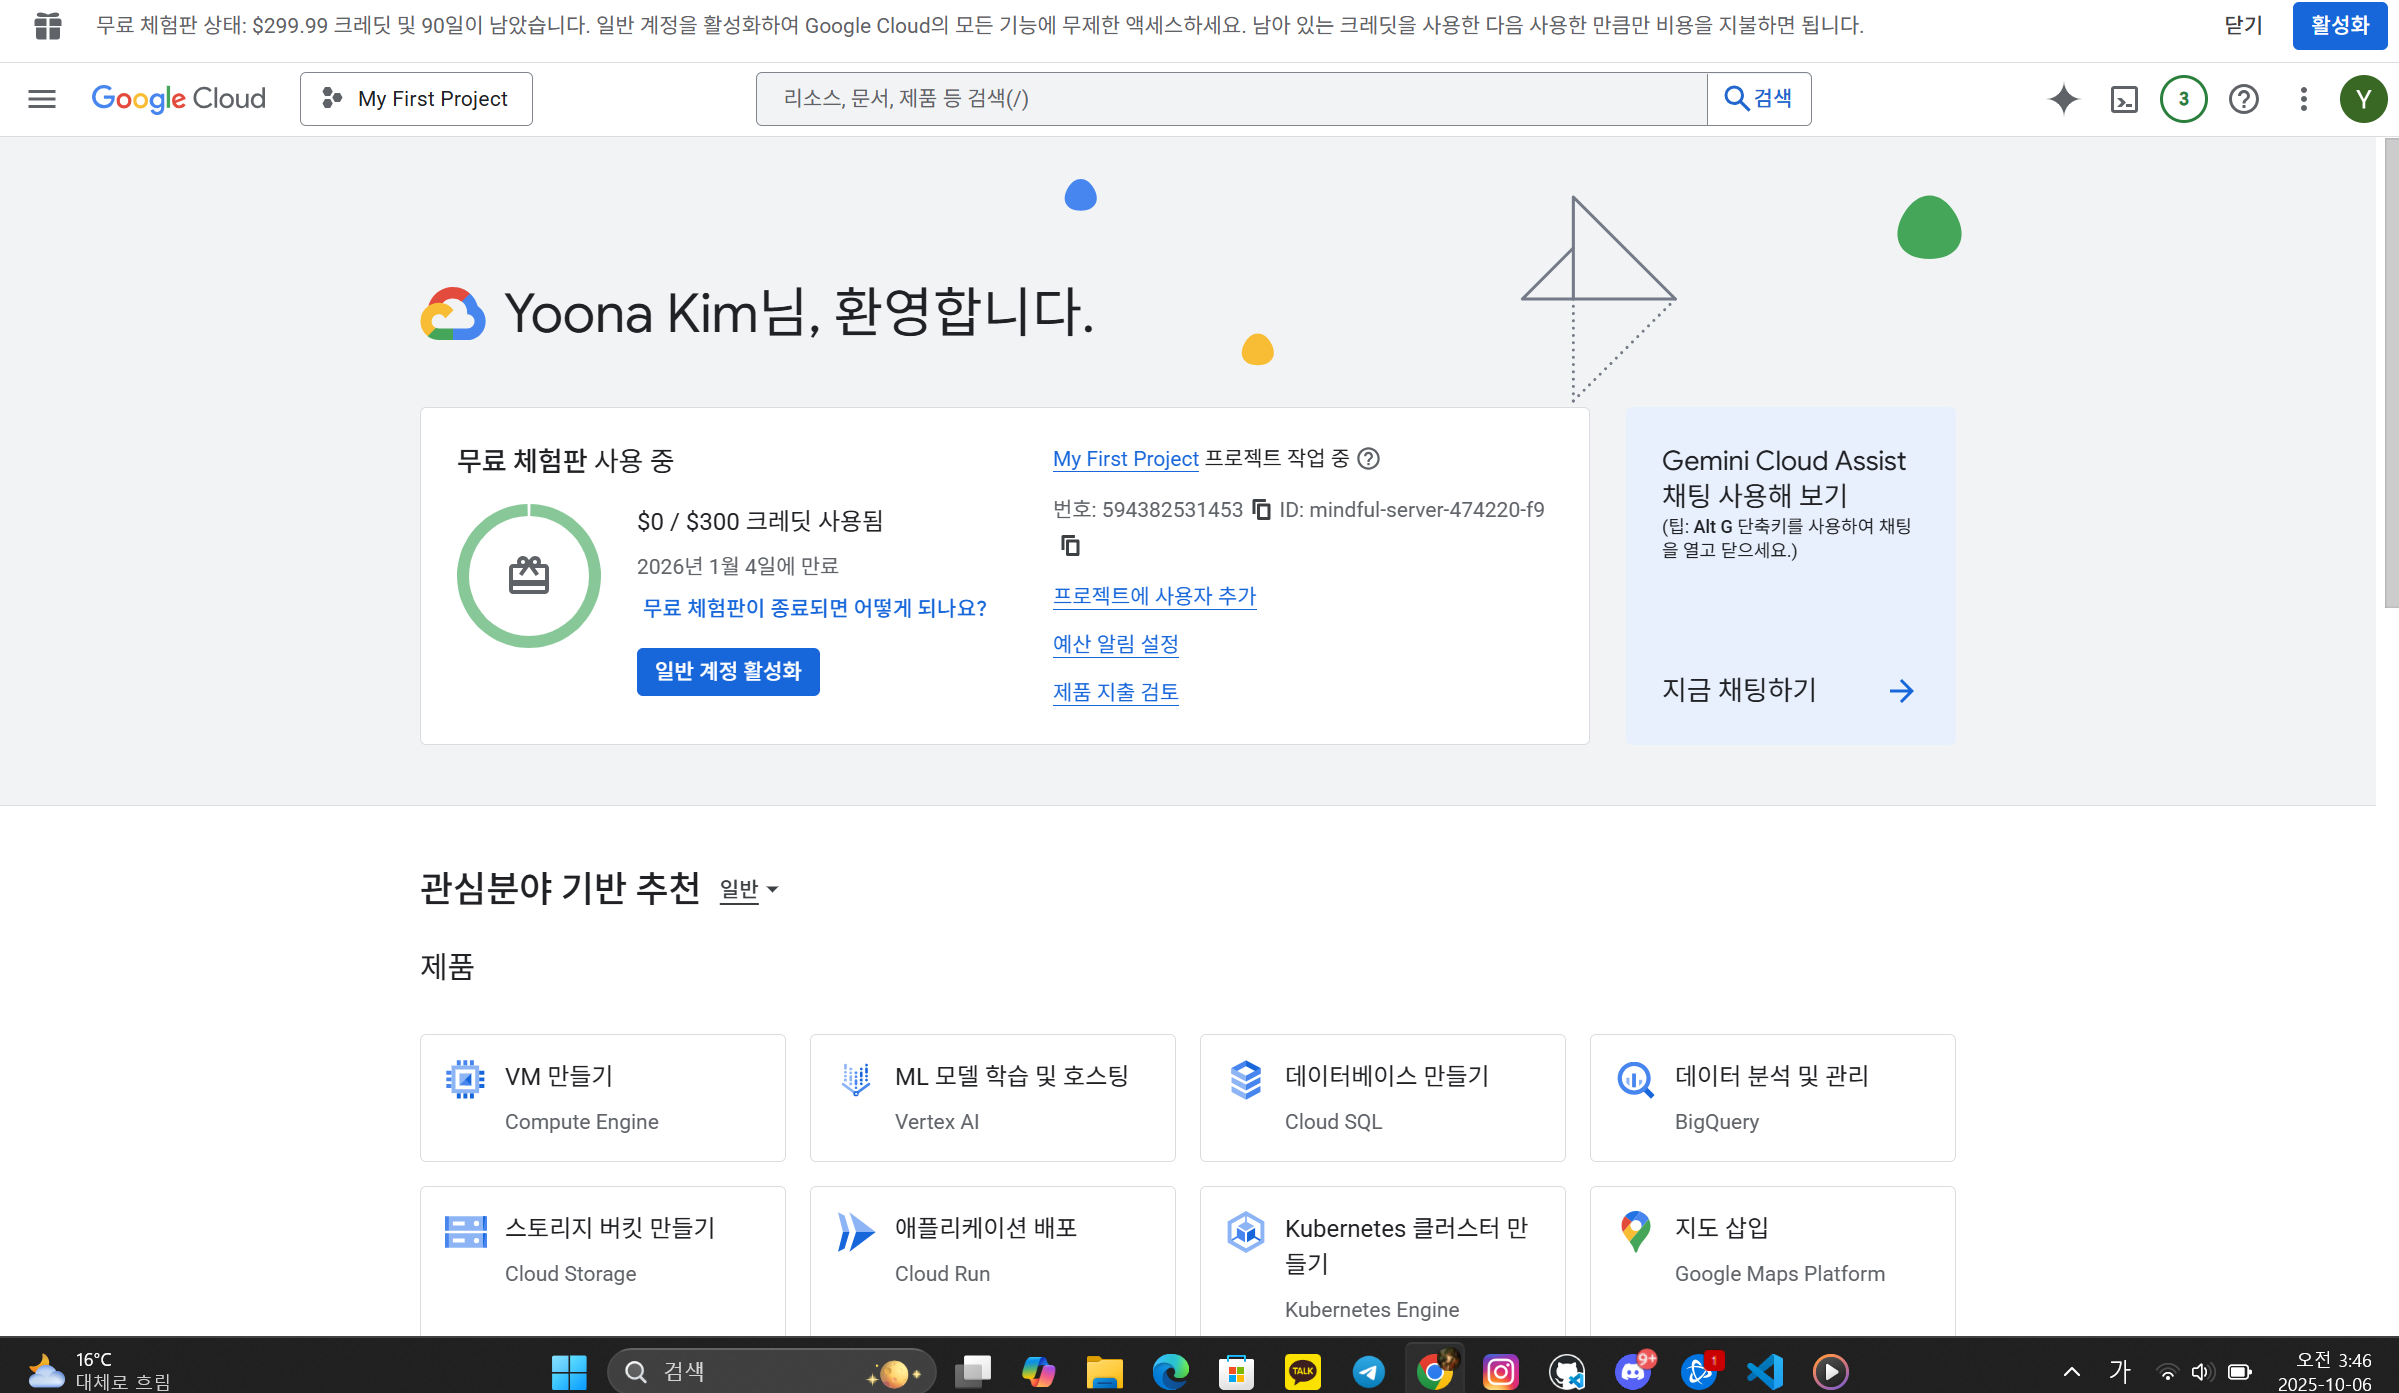 무료 체험판 상태: $299.99 크레딧 및 90일이 남았습니다. 일반 계정을 활성화하여 Google Cloud의 모든 기능에 무제한 액세스하세요. 남아 있는 크레딧을 사용한 다음 사용한 만큼만 비용을 지불하면 됩니다.
닫기
활성화
Google Cloud
My First Project
리소스, 문서, 제품 등 검색(/)
검색
3
Y
Yoona Kim님, 환영합니다.
무료 체험판 사용 중
$0 / $300 크레딧 사용됨
2026년 1월 4일에 만료
무료 체험판이 종료되면 어떻게 되나요?
일반 계정 활성화
My First Project 프로젝트 작업 중
번호: 594382531453 ID: mindful-server-474220-f9
프로젝트에 사용자 추가
예산 알림 설정
제품 지출 검토
Gemini Cloud Assist
채팅 사용해 보기
(팁: Alt G 단축키를 사용하여 채팅
을 열고 닫으세요.)
지금 채팅하기
관심분야 기반 추천 일반
제품
VM 만들기
Compute Engine
ML 모델 학습 및 호스팅
Vertex AI
데이터베이스 만들기
Cloud SQL
데이터 분석 및 관리
BigQuery
스토리지 버킷 만들기
Cloud Storage
애플리케이션 배포
Cloud Run
Kubernetes 클러스터 만
들기
Kubernetes Engine
지도 삽입
Google Maps Platform
16°C
대체로 흐림
검색
TALK
9+
1
가
오전 3:46
2025-10-06